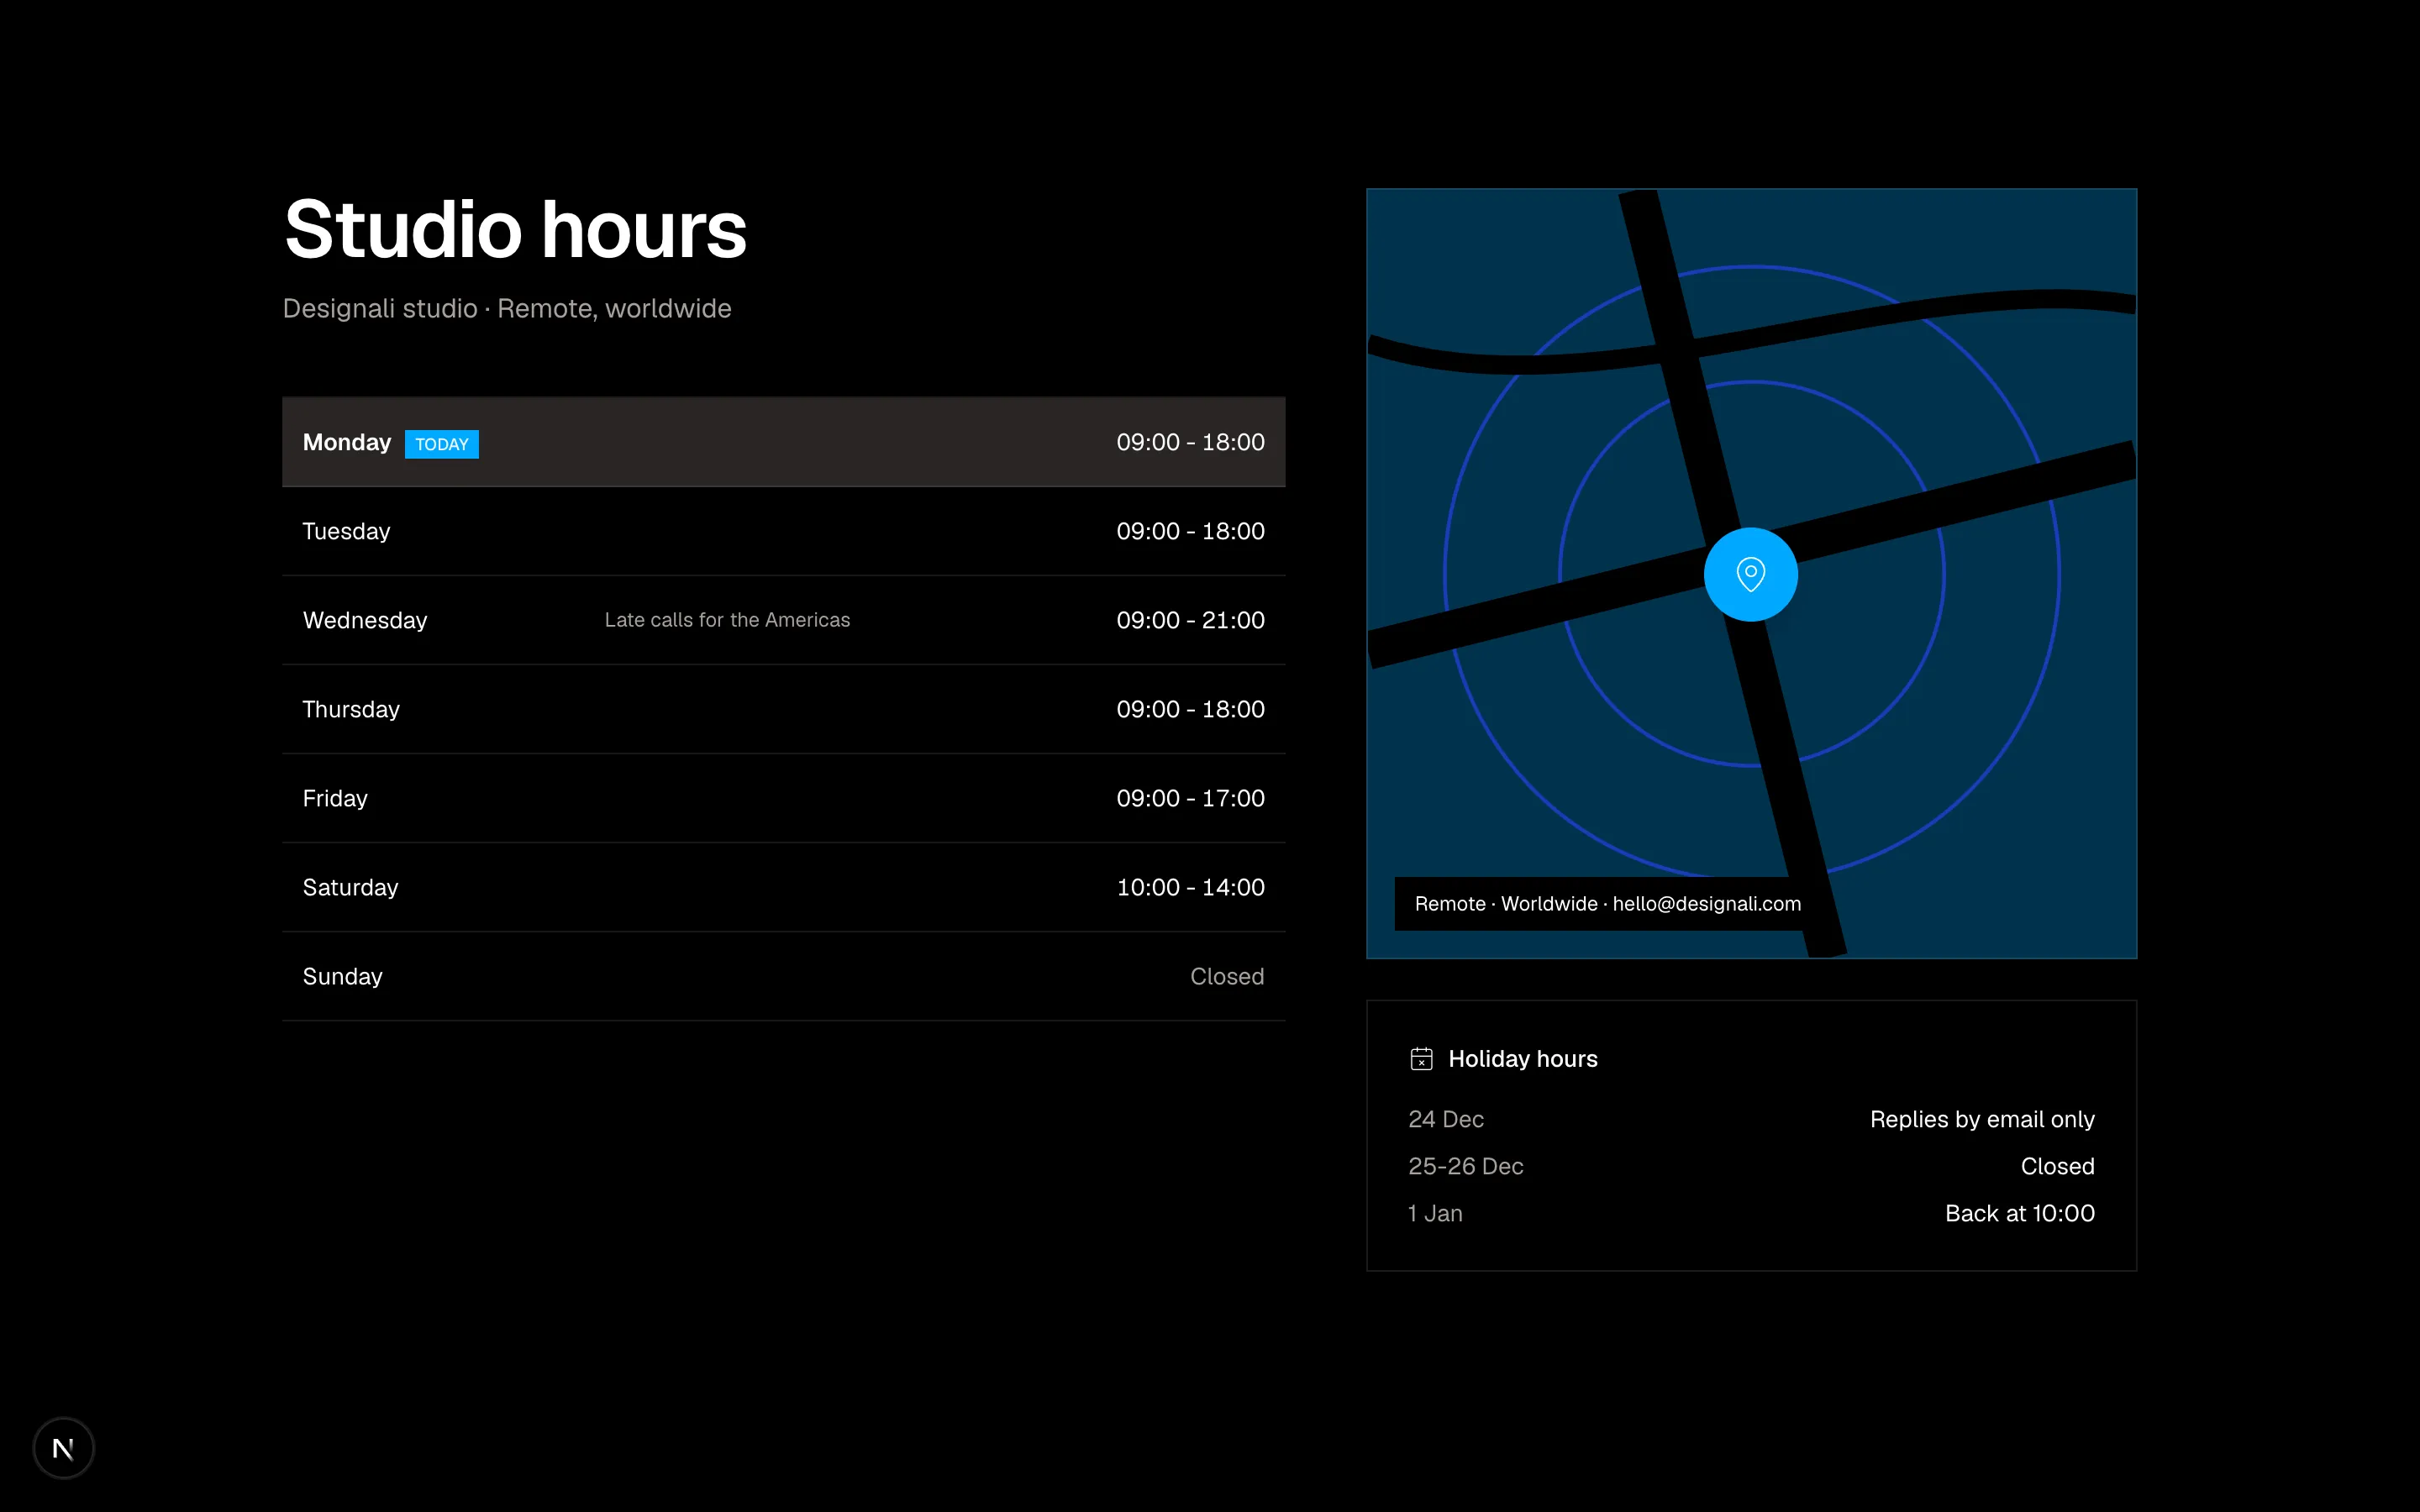 Studio hours
Designali studio · Remote, worldwide
Monday TODAY 09:00 - 18:00
Tuesday 09:00 - 18:00
Wednesday Late calls for the Americas 09:00 - 21:00
Thursday 09:00 - 18:00
Friday 09:00 - 17:00
Saturday 10:00 - 14:00
Sunday Closed
Remote · Worldwide · hello@designali.com
Holiday hours
24 Dec Replies by email only
25-26 Dec Closed
1 Jan Back at 10:00
N